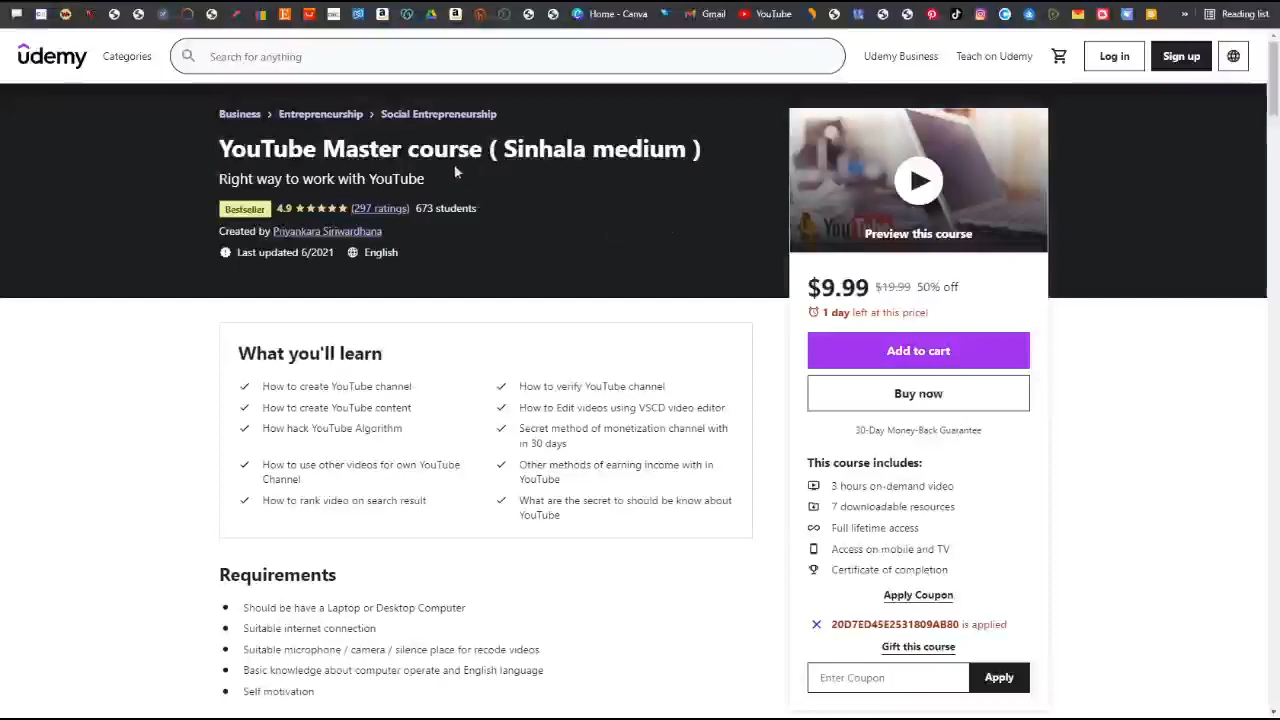 Home - Canva
Gmail
YouTube
»
Reading list
ûdemy
Categories
Search for anything
Udemy Business
Teach on Udemy
Log in
Sign up
Business > Entrepreneurship > Social Entrepreneurship
YouTube Master course ( Sinhala medium )
Right way to work with YouTube
Bestseller 4.9 ★★★★★ (297 ratings) 673 students
Created by Priyankara Siriwardhana
Last updated 6/2021 English
Preview this course
$9.99 $19.99 50% off
1 day left at this price!
Add to cart
Buy now
30-Day Money-Back Guarantee
This course includes:
3 hours on-demand video
7 downloadable resources
Full lifetime access
Access on mobile and TV
Certificate of completion
Apply Coupon
20D7ED45E2531809AB80 is applied
Gift this course
Enter Coupon
Apply
What you'll learn
How to create YouTube channel
How to create YouTube content
How hack YouTube Algorithm
How to use other videos for own YouTube
Channel
How to rank video on search result
How to verify YouTube channel
How to Edit videos using VSCD video editor
Secret method of monetization channel with
in 30 days
Other methods of earning income with in
YouTube
What are the secret to should be know about
YouTube
Requirements
Should be have a Laptop or Desktop Computer
Suitable internet connection
Suitable microphone / camera / silence place for recode videos
Basic knowledge about computer operate and English language
Self motivation